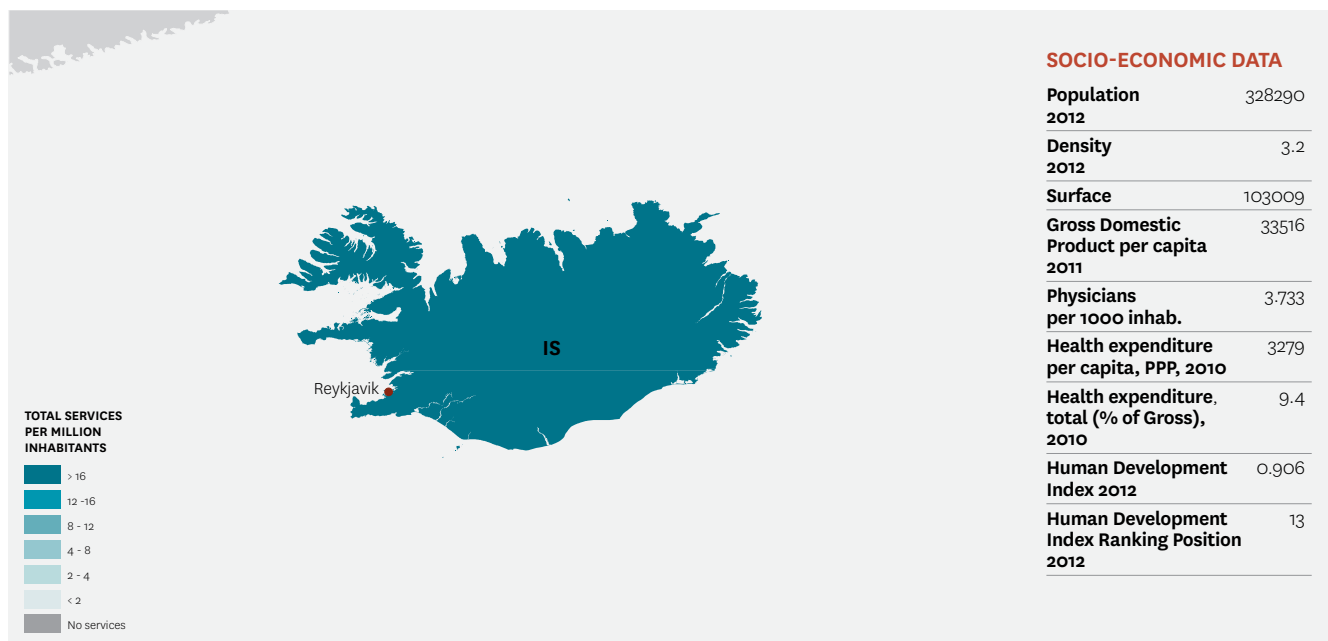 IS
Reykjavik
TOTAL SERVICES
PER MILLION
INHABITANTS
> 16
12 -16
8 - 12
4 - 8
2 - 4
< 2
No services
SOCIO-ECONOMIC DATA
Population 328290
2012
Density 3.2
2012
Surface 103009
Gross Domestic 33516
Product per capita
2011
Physicians 3.733
per 1000 inhab.
Health expenditure 3279
per capita, PPP, 2010
Health expenditure, 9.4
total (% of Gross),
2010
Human Development 0.906
Index 2012
Human Development 13
Index Ranking Position
2012